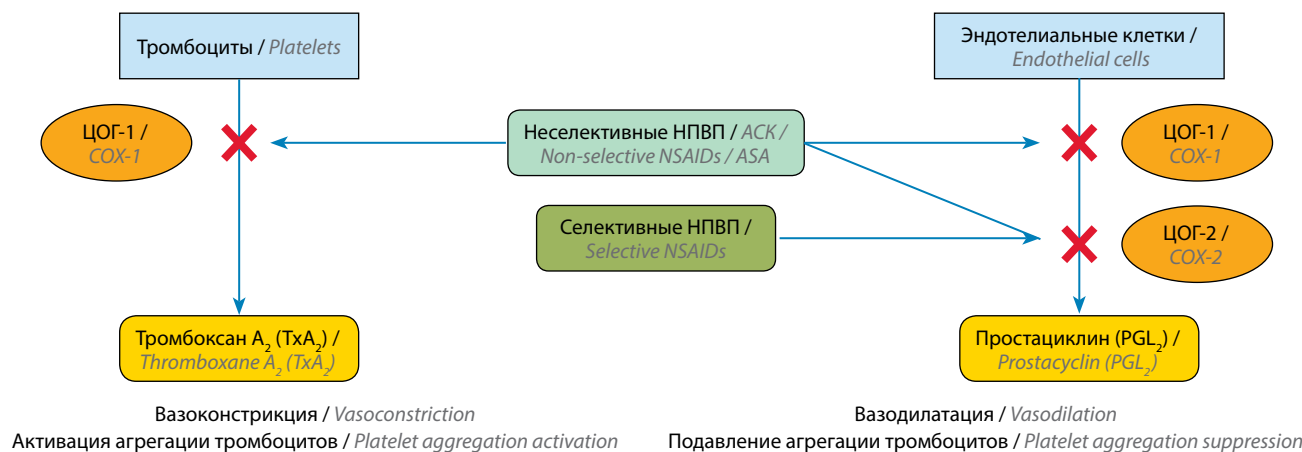 Тромбоциты / Platelets
Эндотелиальные клетки /
Endothelial cells
ЦОГ-1 /
COX-1
Неселективные НПВП / АСК /
Non-selective NSAIDs / ASA
ЦОГ-1 /
COX-1
Селективные НПВП /
Selective NSAIDs
ЦОГ-2 /
COX-2
Тромбоксан A₂ (TxA₂) /
Thromboxane A₂ (TxA₂)
Простациклин (PGL₂) /
Prostacyclin (PGL₂)
Вазоконстрикция / Vasoconstriction
Активация агрегации тромбоцитов / Platelet aggregation activation
Вазодилатация / Vasodilation
Подавление агрегации тромбоцитов / Platelet aggregation suppression